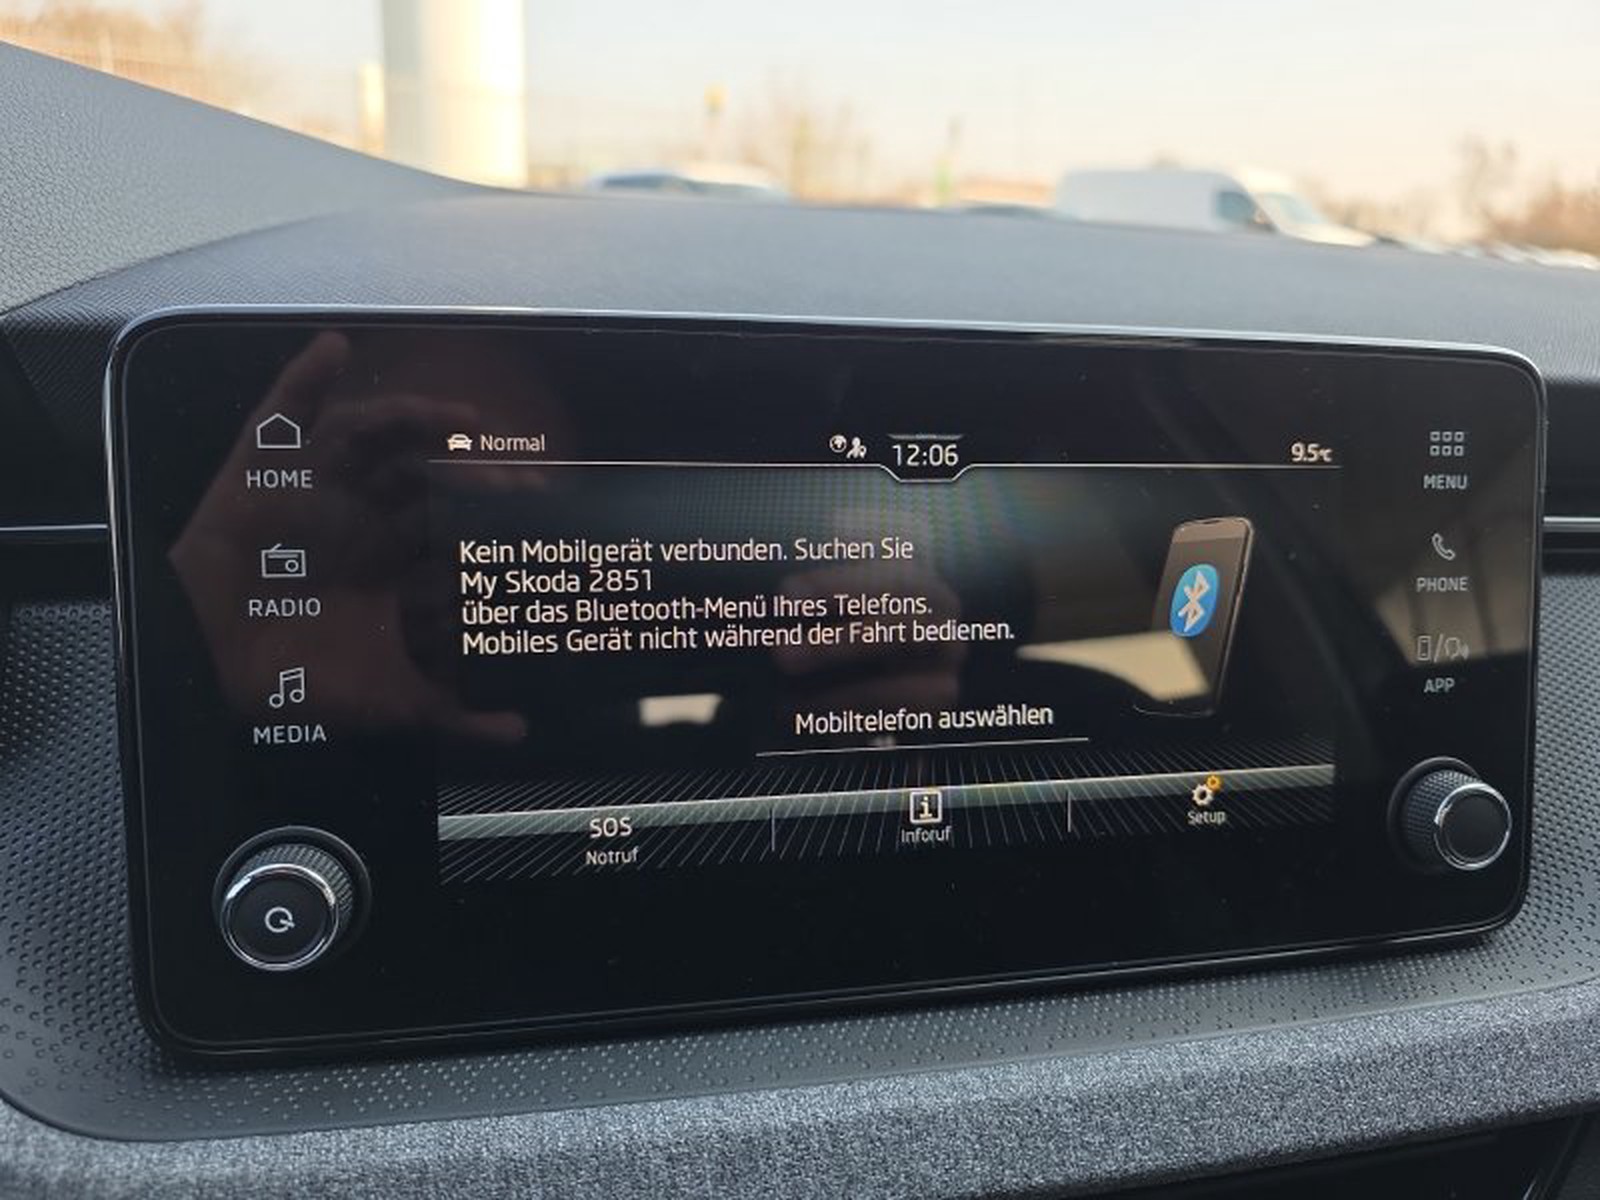 Normal
12:06
9.5°C
HOME
RADIO
MEDIA
Kein Mobilgerät verbunden. Suchen Sie
My Skoda 2851
über das Bluetooth-Menü Ihres Telefons.
Mobiles Gerät nicht während der Fahrt bedienen.
Mobiltelefon auswählen
SOS
Notruf
i
Inforuf
Setup
MENU
PHONE
APP